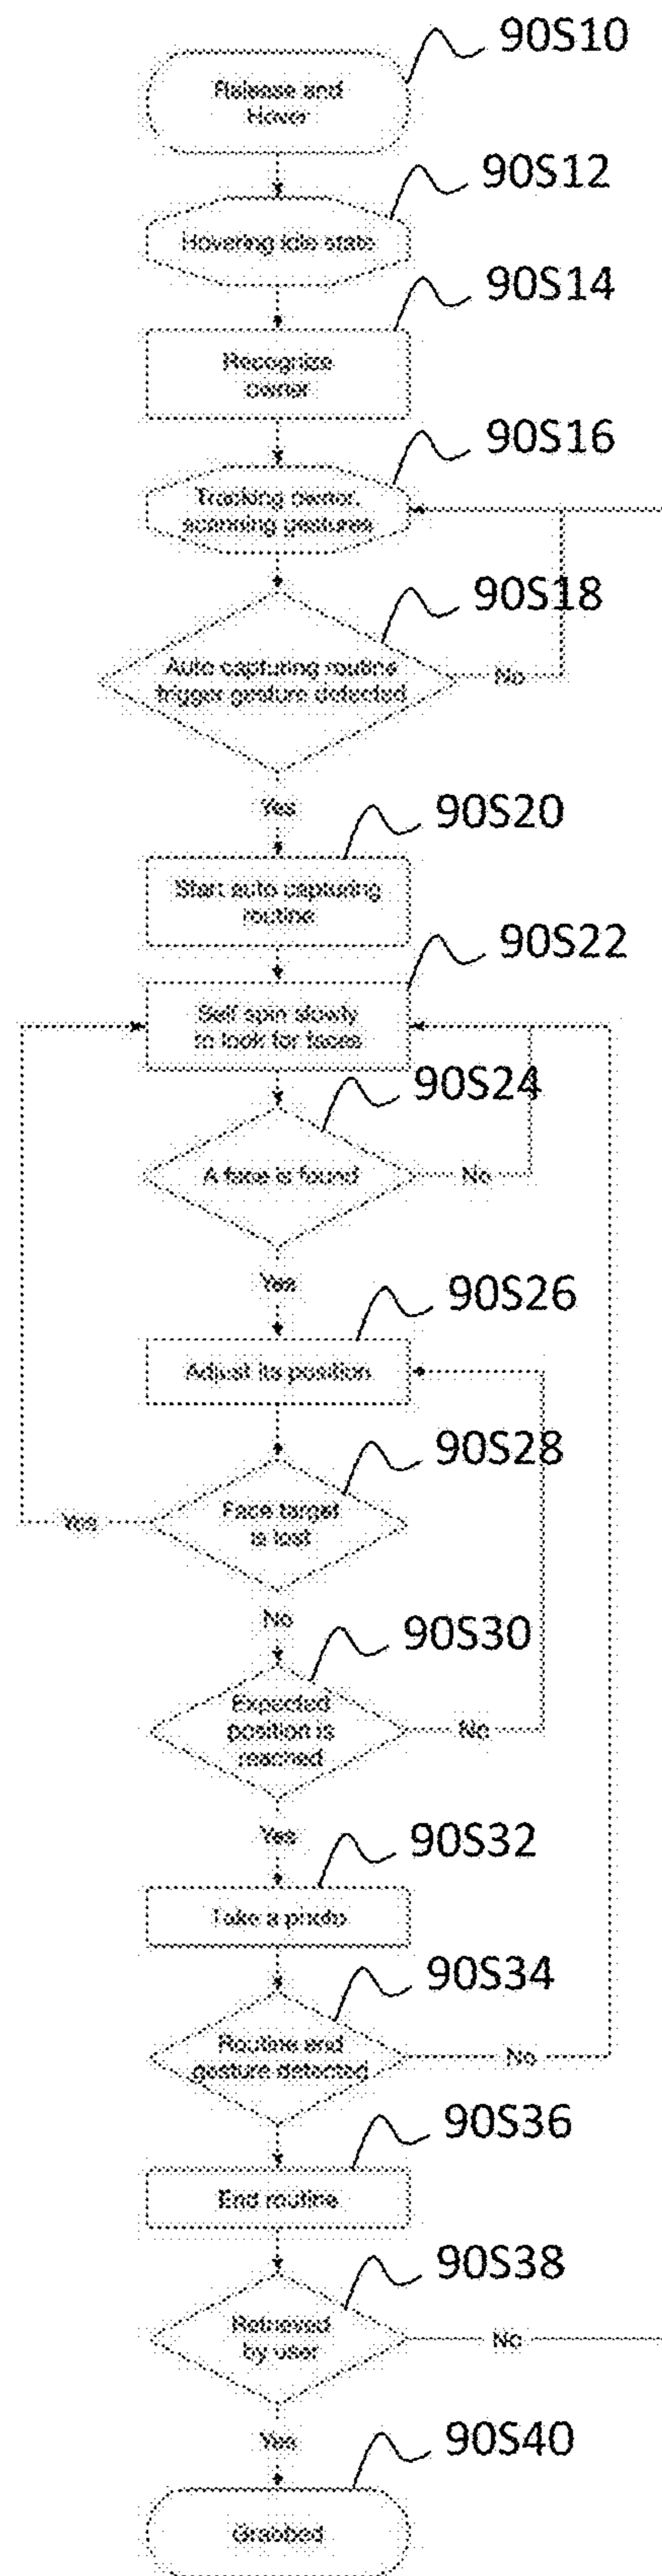 90S10
Release and
Hover
90S12
Hovering idle state
90S14
Recognize
owner
90S16
Tracking owner,
scanning gestures
90S18
Auto capturing routine
trigger gesture detected
No
Yes
90S20
Start auto capturing
routine
90S22
Self spin slowly
to look for faces
90S24
A face is found
No
Yes
90S26
Adjust its position
90S28
Face target
is lost
Yes
No
90S30
Expected
position is
reached
No
Yes
90S32
Take a photo
90S34
Routine end
gesture detected
No
90S36
End routine
90S38
Retrieved
by user
No
Yes
90S40
Grabbed